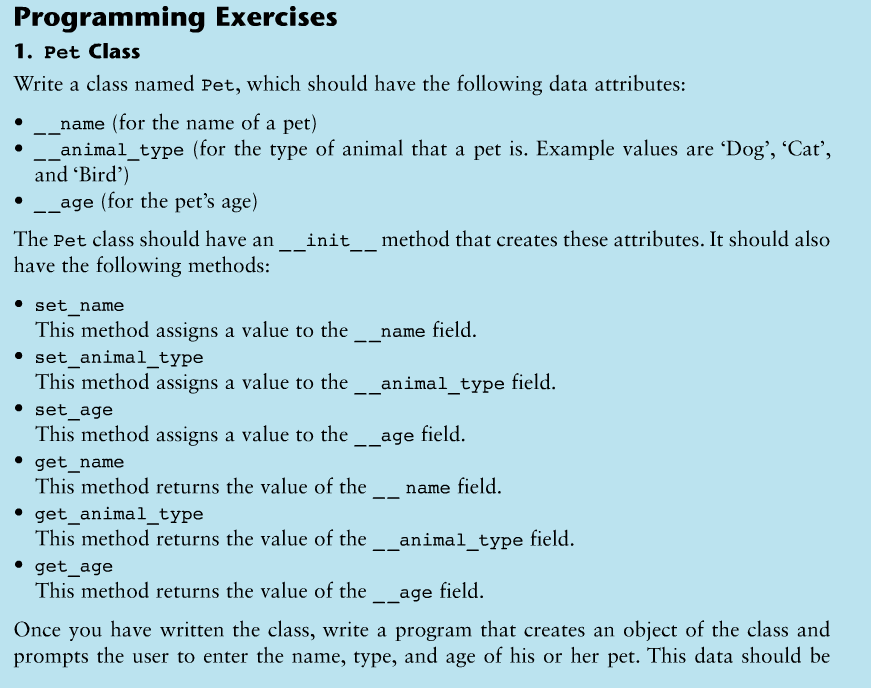 Programming Exercises
1. Pet Class
Write a class named Pet, which should have the following data attributes:
• __name (for the name of a pet)
• __animal_type (for the type of animal that a pet is. Example values are ‘Dog’, ‘Cat’,
and ‘Bird’)
• __age (for the pet’s age)
The Pet class should have an __init__ method that creates these attributes. It should also
have the following methods:
• set_name
This method assigns a value to the __name field.
• set_animal_type
This method assigns a value to the __animal_type field.
• set_age
This method assigns a value to the __age field.
• get_name
This method returns the value of the __ name field.
• get_animal_type
This method returns the value of the __animal_type field.
• get_age
This method returns the value of the __age field.
Once you have written the class, write a program that creates an object of the class and
prompts the user to enter the name, type, and age of his or her pet. This data should be